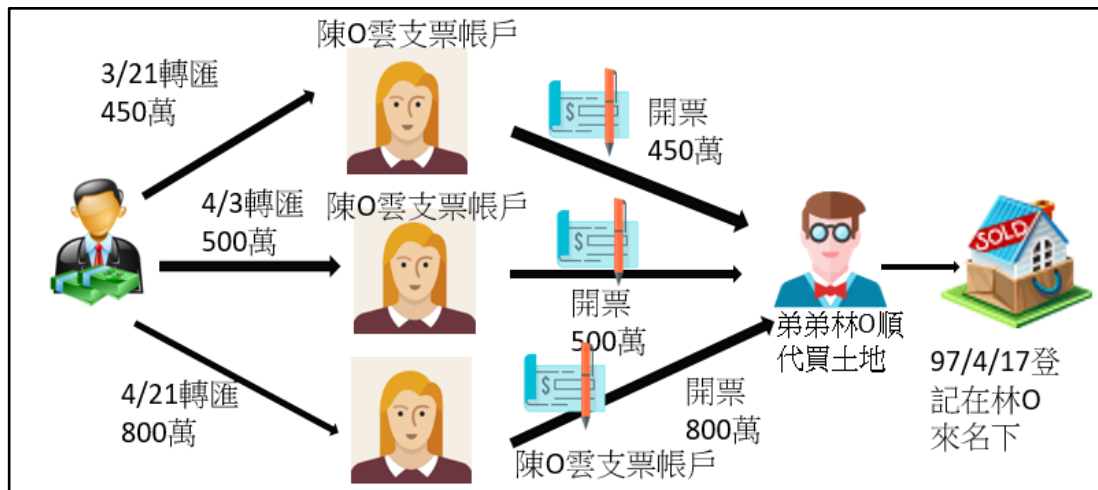 陳O雲支票帳戶
3/21轉匯
450萬
開票
450萬
陳O雲支票帳戶
4/3轉匯
500萬
開票
500萬
SOLD
弟弟林O順
代買土地
4/21轉匯
800萬
開票
800萬
陳O雲支票帳戶
97/4/17登
記在林O
來名下
$
$
$